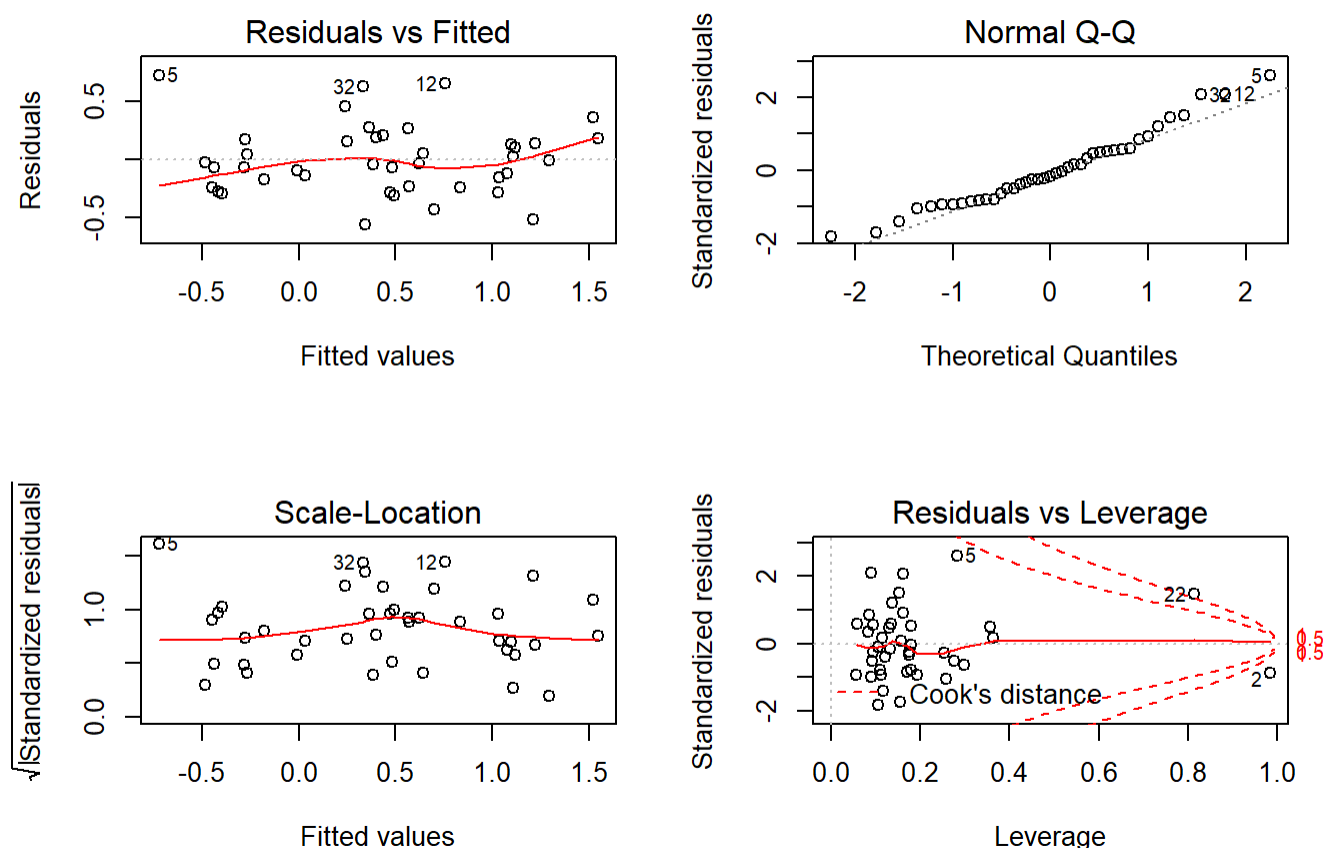 Residuals vs Fitted
Residuals
-0.5 0.5
5
32
12
-0.5 0.0 0.5 1.0 1.5
Fitted values
Normal Q-Q
Standardized residuals
-2 0 2
5
32
12
-2 -1 0 1 2
Theoretical Quantiles
Scale-Location
√|Standardized residuals|
0.0 1.0
5
32
12
-0.5 0.0 0.5 1.0 1.5
Fitted values
Residuals vs Leverage
Standardized residuals
-2 0 2
5
22
2
Cook's distance
0.5
0.5
0.0 0.2 0.4 0.6 0.8 1.0
Leverage